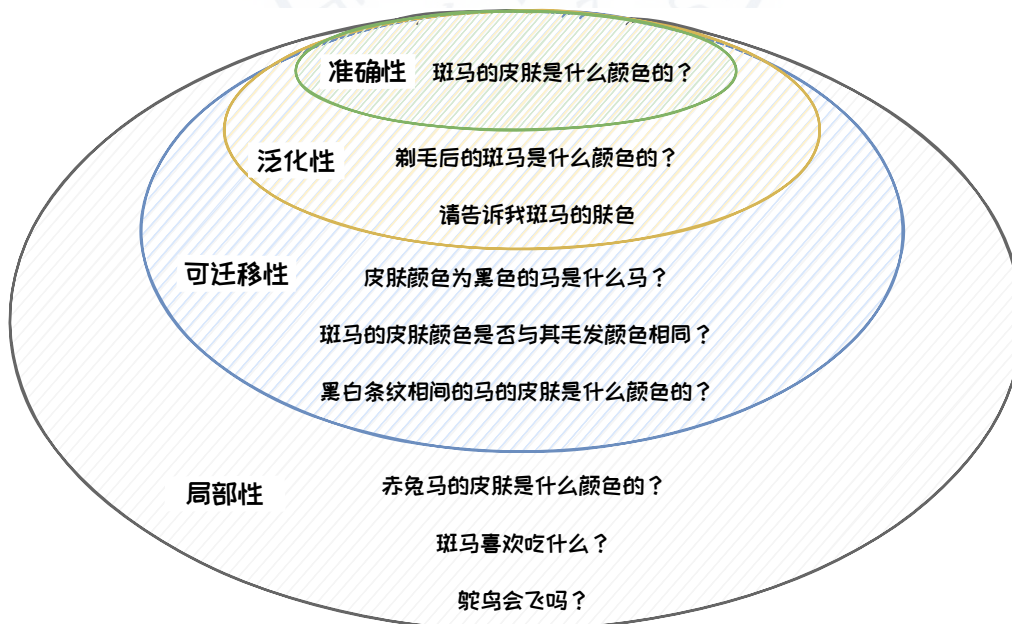 准确性 斑马的皮肤是什么颜色的？
泛化性 剃毛后的斑马是什么颜色的？
请告诉我斑马的肤色
可迁移性 皮肤颜色为黑色的马是什么马？
斑马的皮肤颜色是否与其毛发颜色相同？
黑白条纹相间的马的皮肤是什么颜色的？
局部性 赤兔马的皮肤是什么颜色的？
斑马喜欢吃什么？
鸵鸟会飞吗？